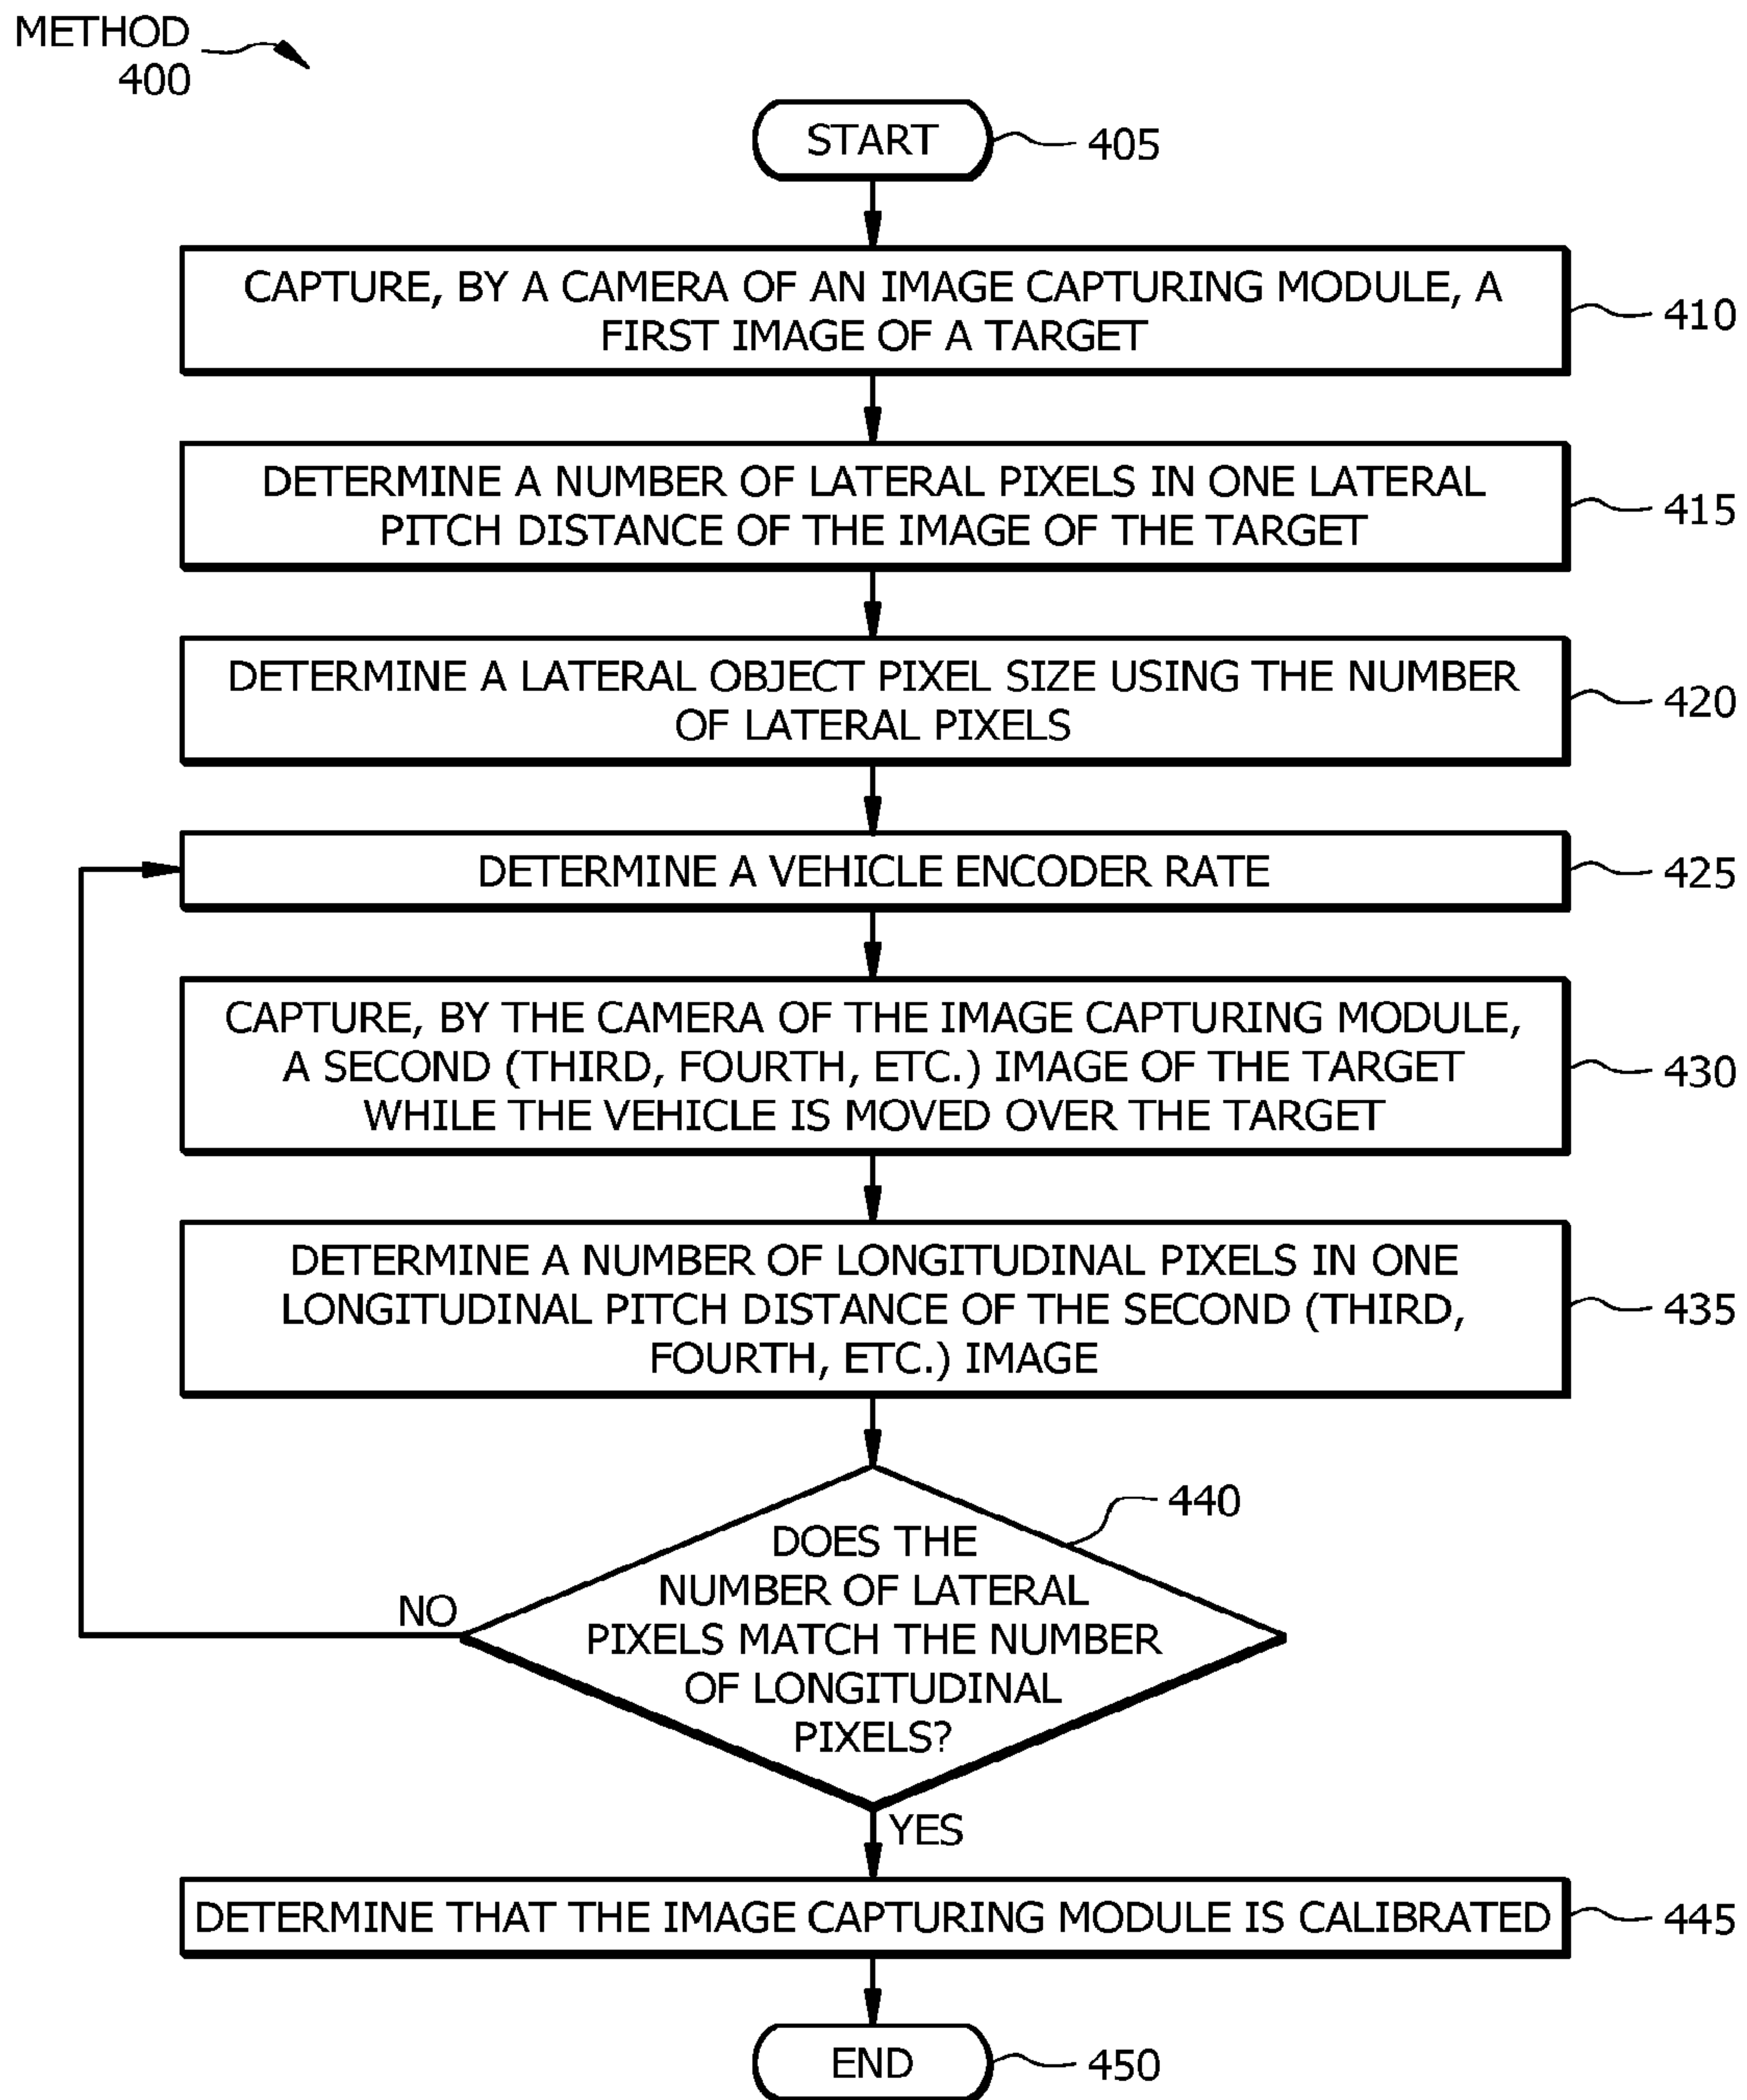 METHOD
400
START
405
CAPTURE, BY A CAMERA OF AN IMAGE CAPTURING MODULE, A
FIRST IMAGE OF A TARGET
410
DETERMINE A NUMBER OF LATERAL PIXELS IN ONE LATERAL
PITCH DISTANCE OF THE IMAGE OF THE TARGET
415
DETERMINE A LATERAL OBJECT PIXEL SIZE USING THE NUMBER
OF LATERAL PIXELS
420
DETERMINE A VEHICLE ENCODER RATE
425
CAPTURE, BY THE CAMERA OF THE IMAGE CAPTURING MODULE,
A SECOND (THIRD, FOURTH, ETC.) IMAGE OF THE TARGET
WHILE THE VEHICLE IS MOVED OVER THE TARGET
430
DETERMINE A NUMBER OF LONGITUDINAL PIXELS IN ONE
LONGITUDINAL PITCH DISTANCE OF THE SECOND (THIRD,
FOURTH, ETC.) IMAGE
435
440
DOES THE
NUMBER OF LATERAL
PIXELS MATCH THE NUMBER
OF LONGITUDINAL
PIXELS?
NO
YES
DETERMINE THAT THE IMAGE CAPTURING MODULE IS CALIBRATED
445
END
450